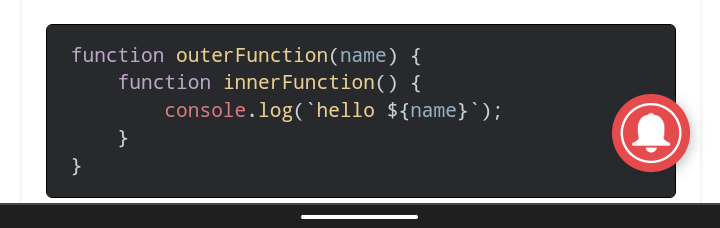 function outerFunction(name) {
    function innerFunction() {
        console.log(`hello ${name}`);
    }
}